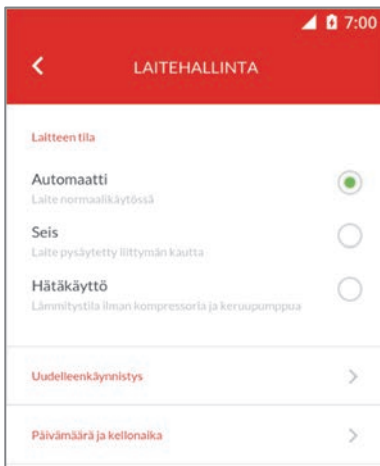 7:00
LAITEHALLINTA
Laitteen tila
Automaatti
Laite normaalikäytössä
Seis
Laite pysäytetty liittymän kautta
Hätäkäyttö
Lämmitystila ilman kompressoria ja keruupumppua
Uudelleenkäynnistys
Päivämäärä ja kellonaika